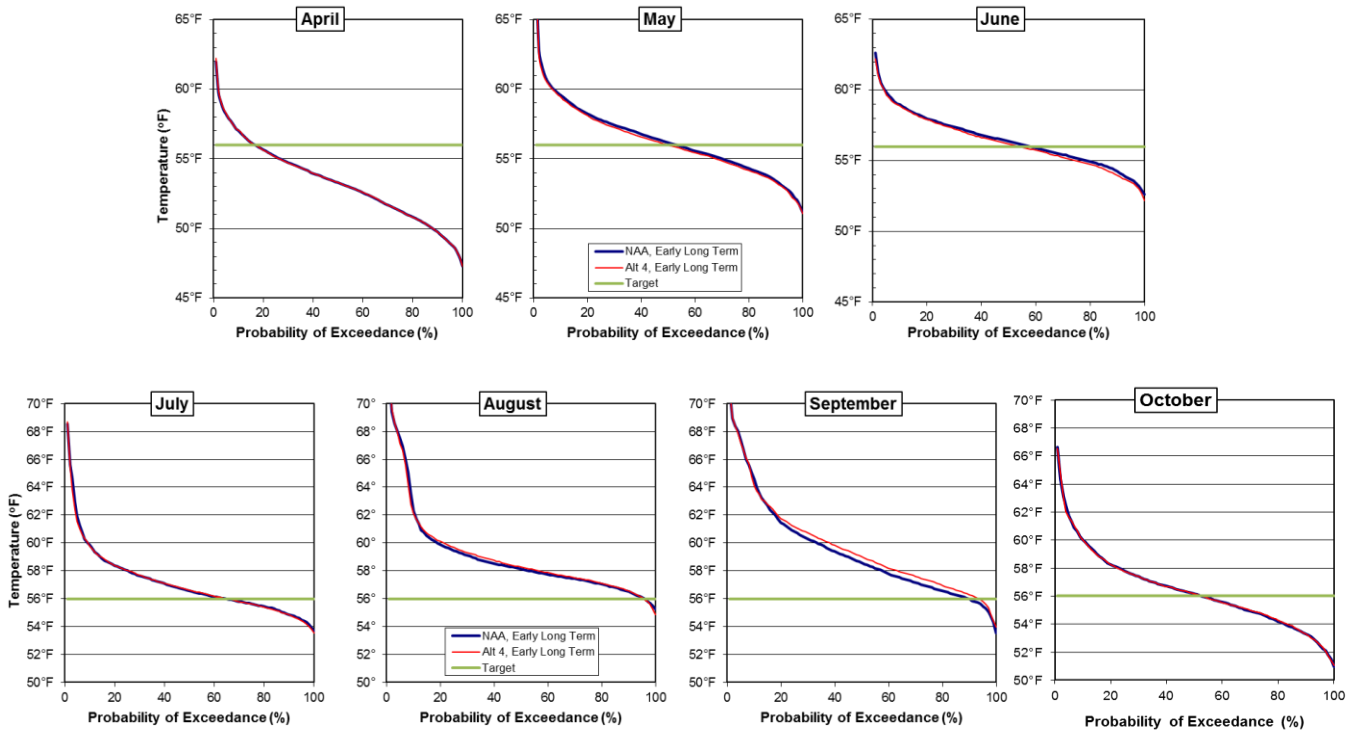 April
May
June
65°F
60°F
55°F
50°F
45°F
Temperature (°F)
0 20 40 60 80 100
Probability of Exceedance (%)
65°F
60°F
55°F
50°F
45°F
NAA, Early Long Term
Alt 4, Early Long Term
Target
0 20 40 60 80 100
Probability of Exceedance (%)
65°F
60°F
55°F
50°F
45°F
0 20 40 60 80 100
Probability of Exceedance (%)
July
August
September
October
70°F
68°F
66°F
64°F
62°F
60°F
58°F
56°F
54°F
52°F
50°F
Temperature (°F)
0 20 40 60 80 100
Probability of Exceedance (%)
70°
68°
66°
64°
62°
60°
58°
56°
54°
52°
50°
NAA, Early Long Term
Alt 4, Early Long Term
Target
0 20 40 60 80 100
Probability of Exceedance (%)
70°F
68°F
66°F
64°F
62°F
60°F
58°F
56°F
54°F
52°F
50°F
0 20 40 60 80 100
Probability of Exceedance (%)
70°F
68°F
66°F
64°F
62°F
60°F
58°F
56°F
54°F
52°F
50°F
0 20 40 60 80 100
Probability of Exceedance (%)